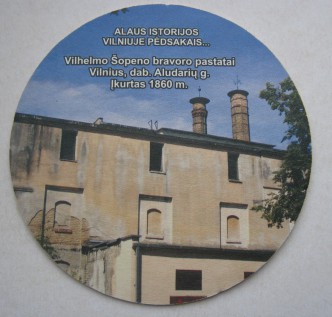 ALAUS ISTORIJOS
VILNIUJE PĖDSAKAIS...
Vilhelmo Šopeno bravoro pastatai
Vilnius, dab. Aludarių g.
Įkurtas 1860 m.